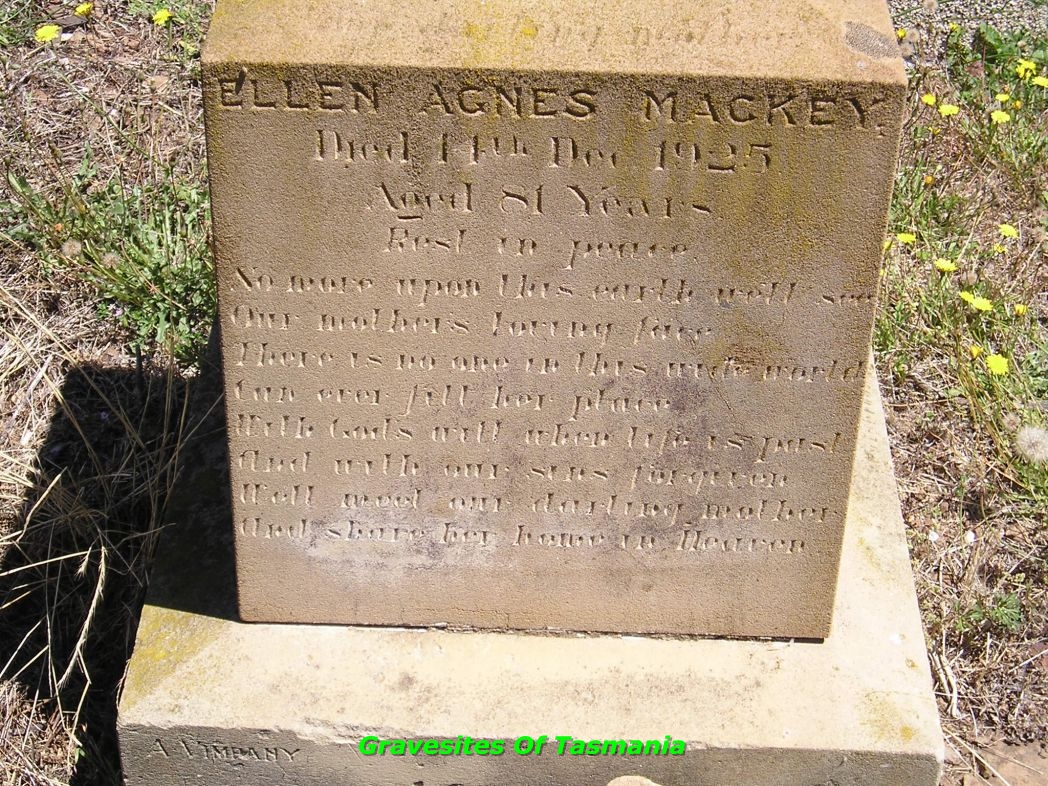 my mother
ELLEN AGNES MACKEY.
Died 14th Dec 1925.
Aged 81 Years.
Rest in peace.
No more upon this earth we'll see
Our mothers loving face
There is no one in this wide world
Can ever fill her place
With Gods will when life is past
And with our sins forgiven
We'll meet our darling mother
And share her home in Heaven.
A VIMPANY
Gravesites Of Tasmania